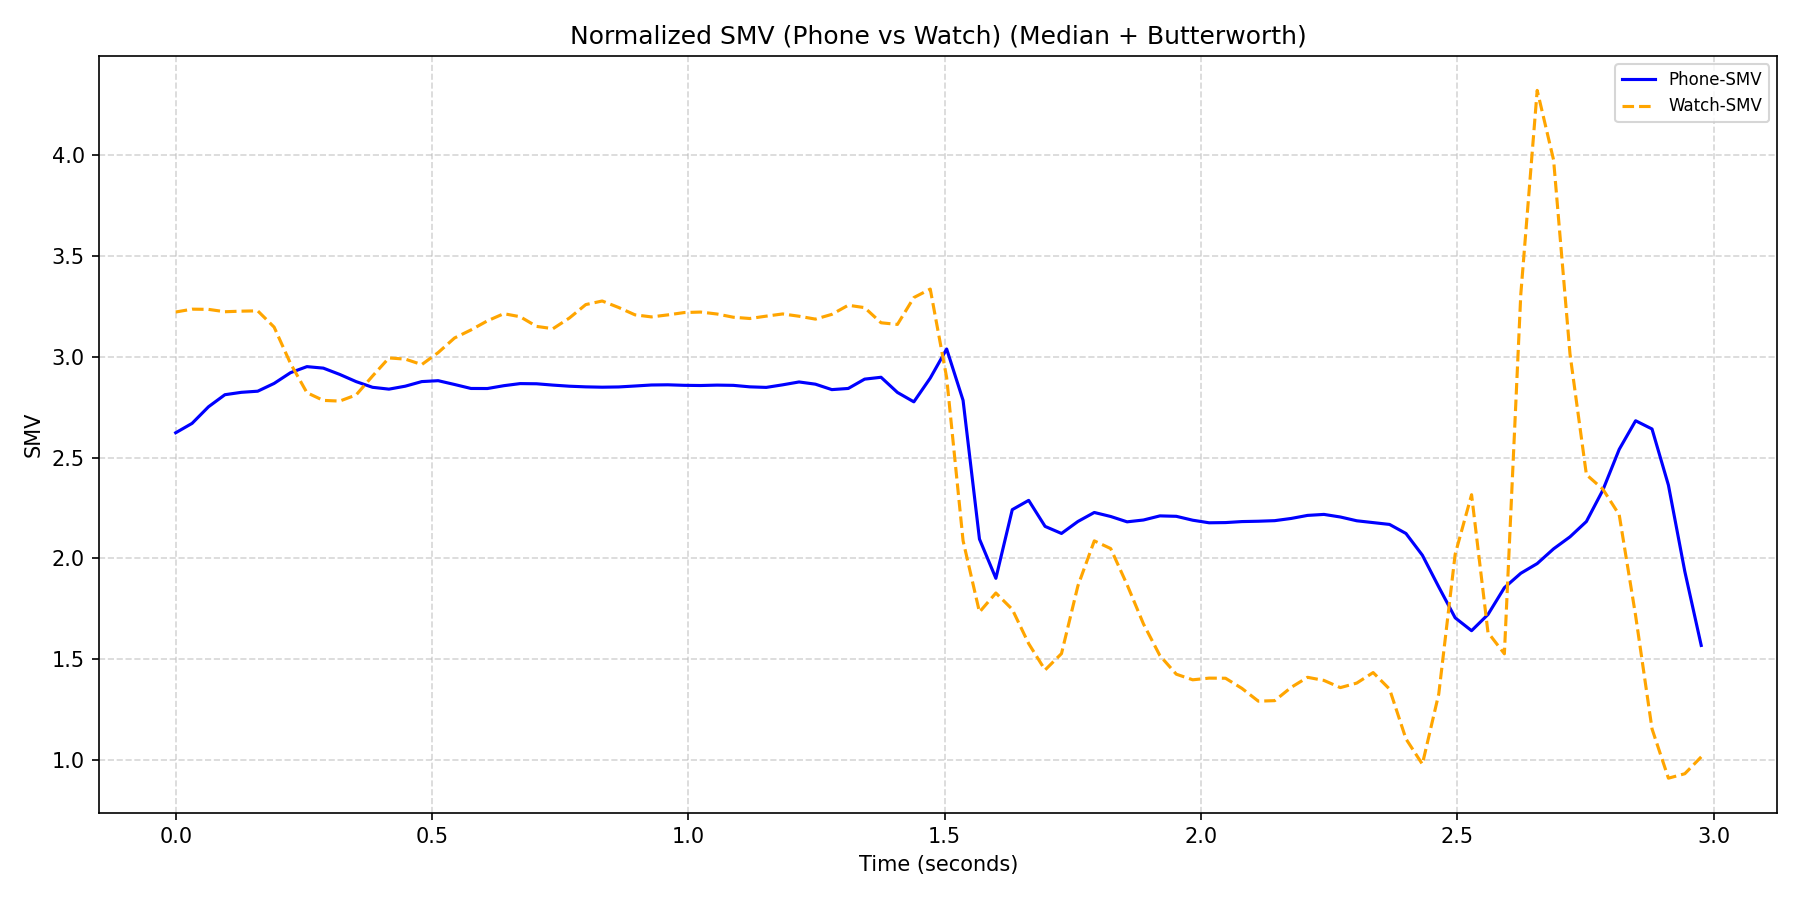 Normalized SMV (Phone vs Watch) (Median + Butterworth)
Phone-SMV
Watch-SMV
SMV
4.0
3.5
3.0
2.5
2.0
1.5
1.0
0.0 0.5 1.0 1.5 2.0 2.5 3.0
Time (seconds)